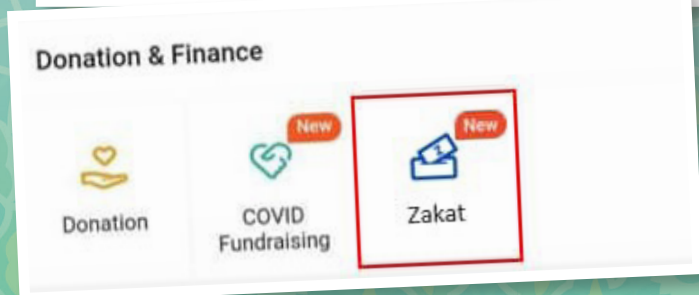 Donation & Finance
New
New
Donation
COVID
Fundraising
Zakat